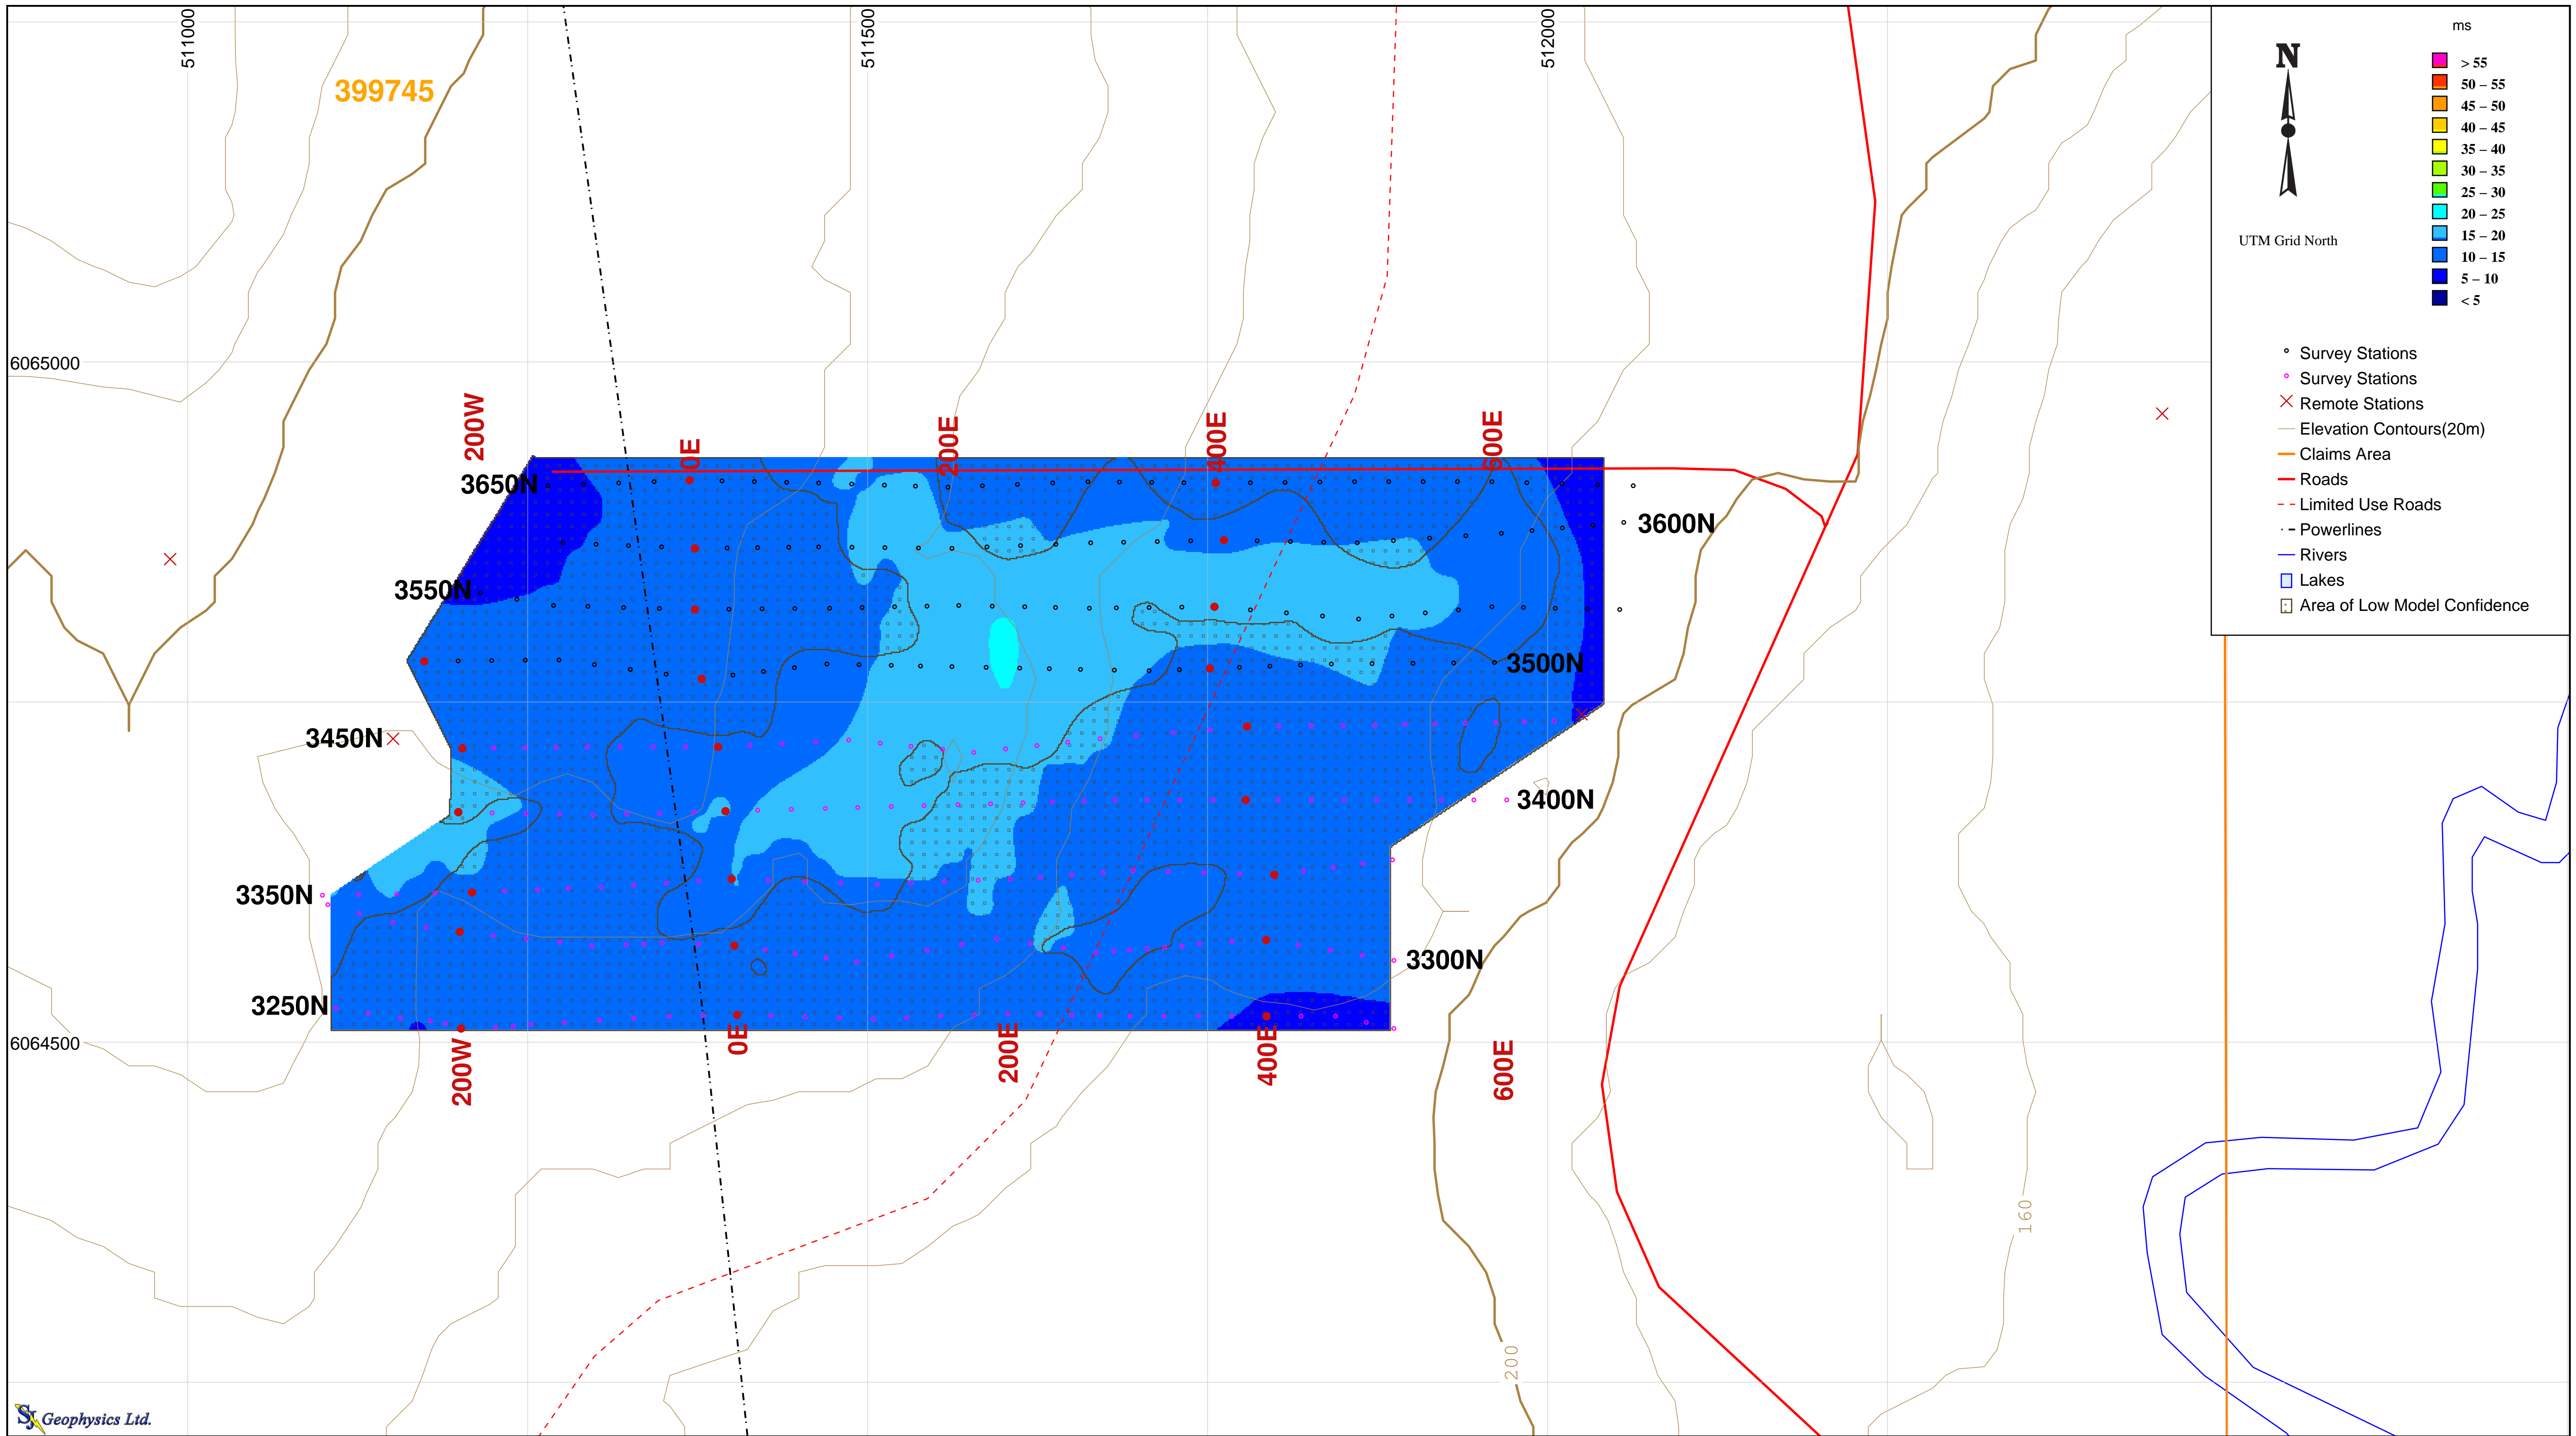 511000
511500
512000
399745
6065000
200W
0E
200E
400E
600E
3650N
3600N
3550N
3500N
3450N
3400N
3350N
3300N
3250N
6064500
200W
0E
200E
400E
600E
160
200
SJ Geophysics Ltd.
N
UTM Grid North
ms
> 55
50 – 55
45 – 50
40 – 45
35 – 40
30 – 35
25 – 30
20 – 25
15 – 20
10 – 15
5 – 10
< 5
Survey Stations
Survey Stations
Remote Stations
Elevation Contours(20m)
Claims Area
Roads
Limited Use Roads
Powerlines
Rivers
Lakes
Area of Low Model Confidence